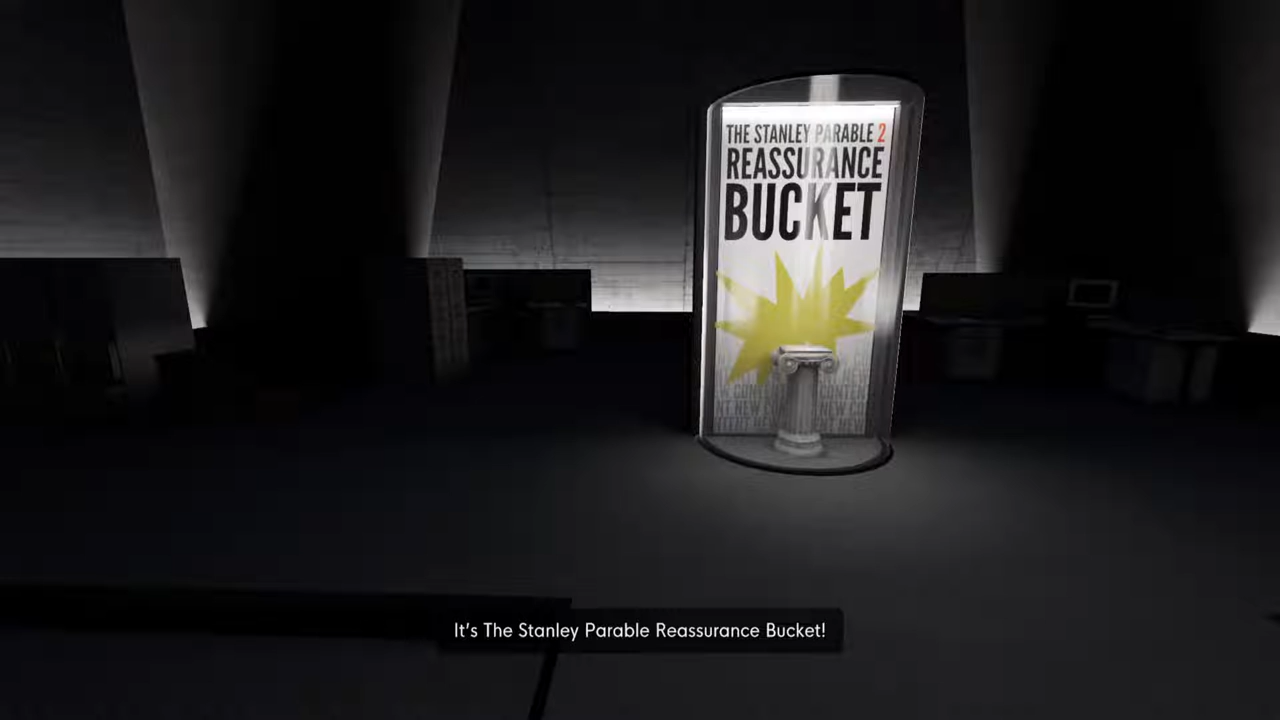 THE STANLEY PARABLE 2
REASSURANCE
BUCKET
It's The Stanley Parable Reassurance Bucket!